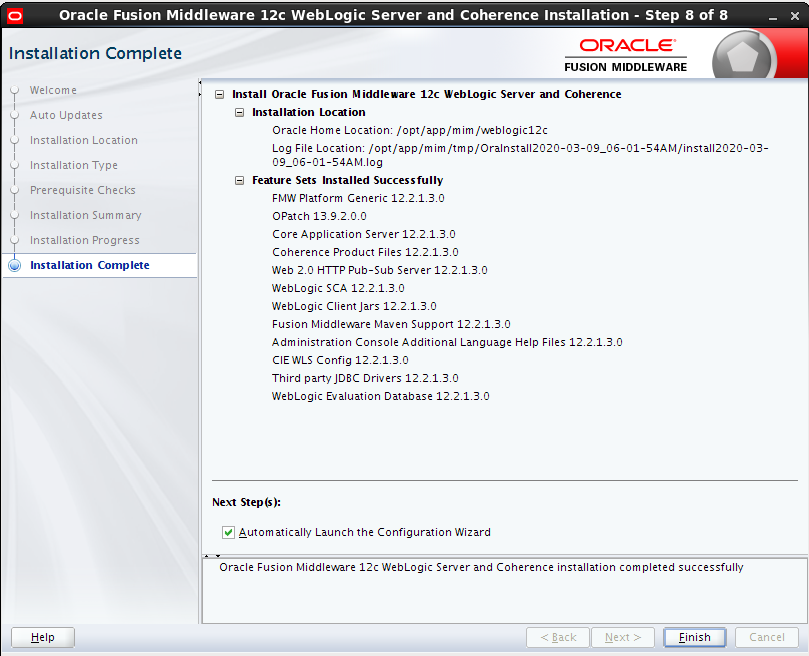 Oracle Fusion Middleware 12c WebLogic Server and Coherence Installation - Step 8 of 8
Installation Complete
ORACLE
FUSION MIDDLEWARE
Welcome
Auto Updates
Installation Location
Installation Type
Prerequisite Checks
Installation Summary
Installation Progress
Installation Complete
Install Oracle Fusion Middleware 12c WebLogic Server and Coherence
Installation Location
Oracle Home Location: /opt/app/mim/weblogic12c
Log File Location: /opt/app/mim/tmp/OraInstall2020-03-09_06-01-54AM/install2020-03-
09_06-01-54AM.log
Feature Sets Installed Successfully
FMW Platform Generic 12.2.1.3.0
OPatch 13.9.2.0.0
Core Application Server 12.2.1.3.0
Coherence Product Files 12.2.1.3.0
Web 2.0 HTTP Pub-Sub Server 12.2.1.3.0
WebLogic SCA 12.2.1.3.0
WebLogic Client Jars 12.2.1.3.0
Fusion Middleware Maven Support 12.2.1.3.0
Administration Console Additional Language Help Files 12.2.1.3.0
CIE WLS Config 12.2.1.3.0
Third party JDBC Drivers 12.2.1.3.0
WebLogic Evaluation Database 12.2.1.3.0
Next Step(s):
Automatically Launch the Configuration Wizard
Oracle Fusion Middleware 12c WebLogic Server and Coherence installation completed successfully
Help
< Back
Next >
Finish
Cancel